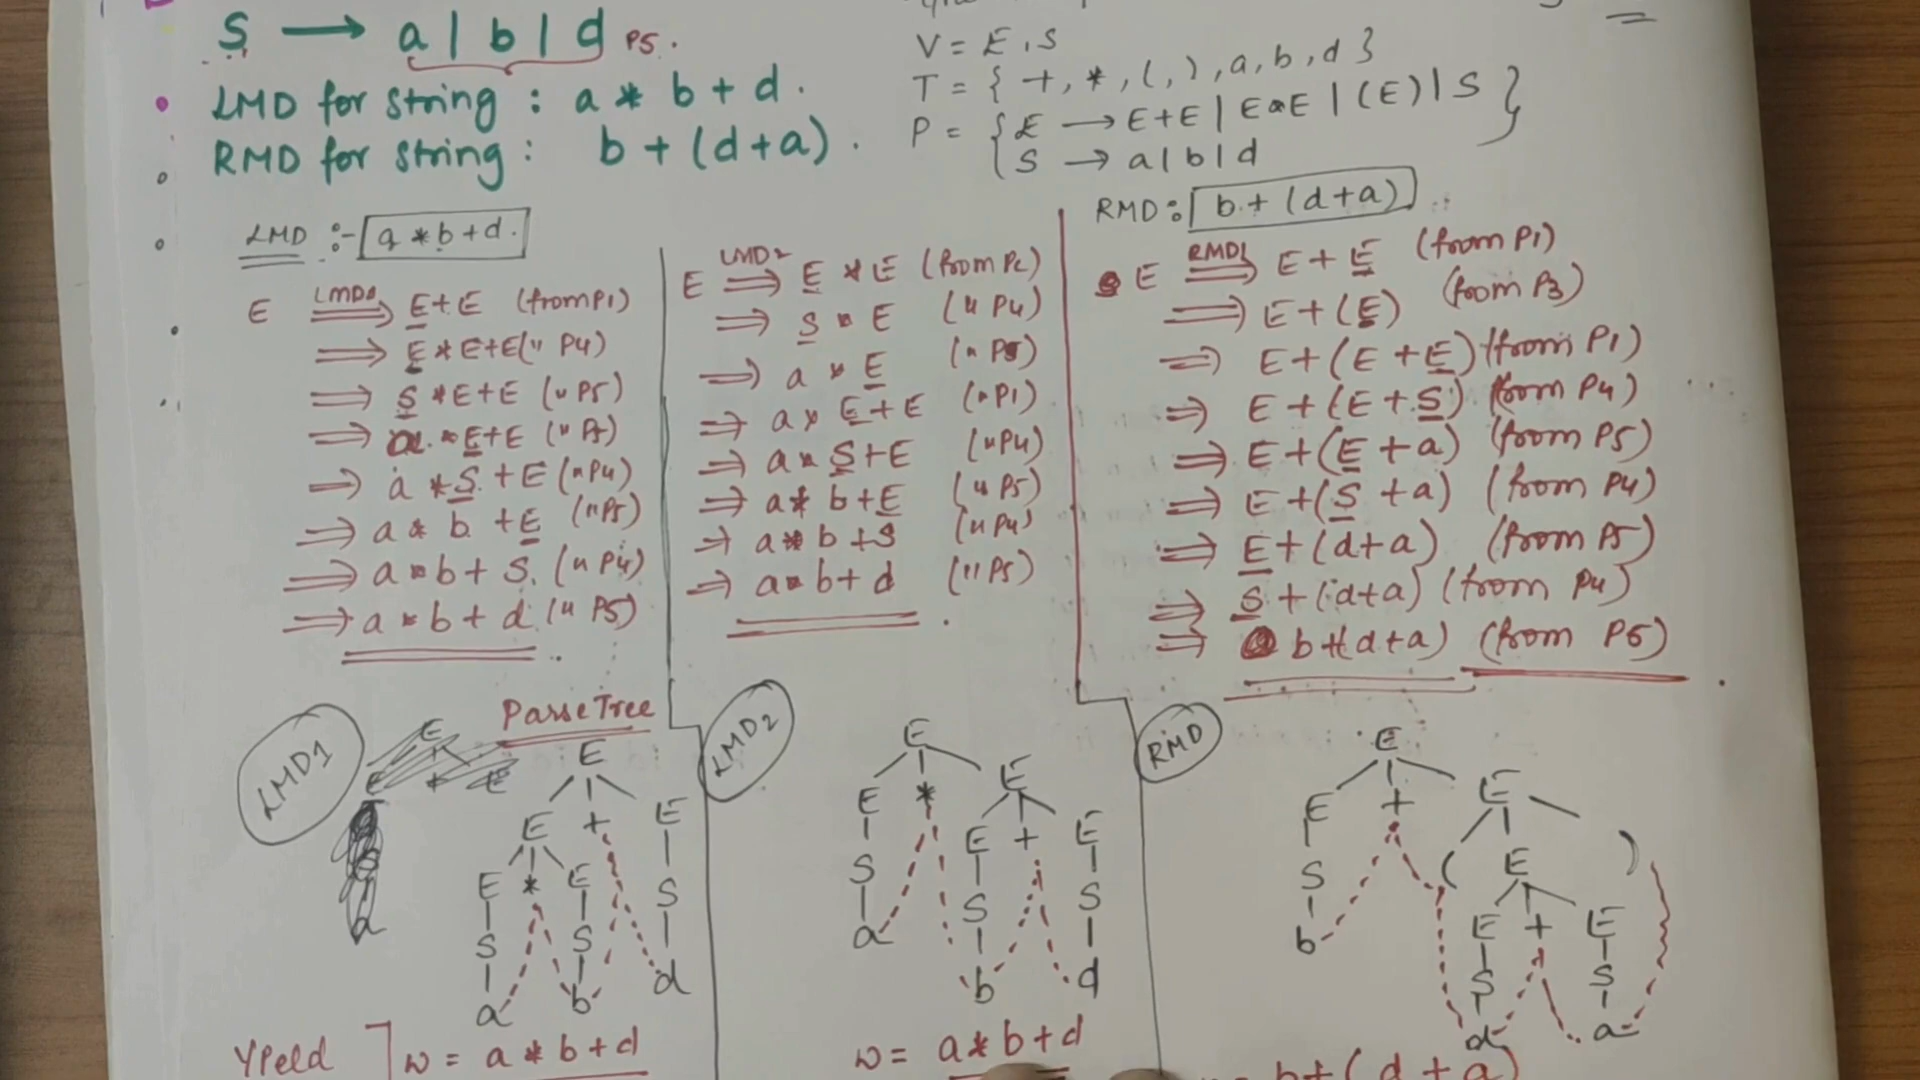 S → a | b | d P5.
LMD for string : a * b + d .
RMD for string : b + (d+a) .
V = E, S
T = { +, *, (, ), a, b, d }
P = { E → E+E | E*E | (E) | S }
S → a | b | d
LMD :- a * b + d.
E LMD1 ⟹ E + E (from P1)
⟹ E * E + E (" P4)
⟹ S * E + E (" P5)
⟹ a * E + E (" P5)
⟹ a * S + E (" P4)
⟹ a * b + E (" P5)
⟹ a * b + S. (" P4)
⟹ a * b + d (" P5)
E LMD2 ⟹ E * E (from P2)
⟹ S * E (" P4)
⟹ a * E (" P5)
⟹ a * E + E (" P1)
⟹ a * S + E (" P4)
⟹ a * b + E (" P5)
⟹ a * b + S (" P4)
⟹ a * b + d (" P5)
RMD : b + (d+a)
E RMD1 ⟹ E + E (from P1)
⟹ E + (E) (from P3)
⟹ E + (E + E) (from P1)
⟹ E + (E + S) (from P4)
⟹ E + (E + a) (from P5)
⟹ E + (S + a) (from P4)
⟹ E + (d+a) (from P5)
⟹ S + (d+a) (from P4)
⟹ b + (d+a) (from P5)
LMD1
Parse Tree
E
E + E
E * E S
S S d
a b
Yield ] w = a * b + d
LMD2
E
E * E
S E + E
a S S
b d
w = a * b + d
RMD
E
E + E
S ( E )
b E + E
S S
d a
b + (d + a)